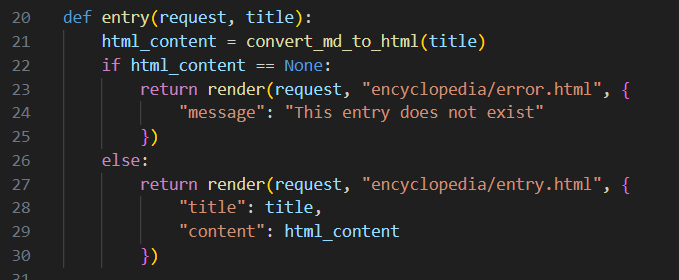 20 def entry(request, title):
21     html_content = convert_md_to_html(title)
22     if html_content == None:
23         return render(request, "encyclopedia/error.html", {
24             "message": "This entry does not exist"
25         })
26     else:
27         return render(request, "encyclopedia/entry.html", {
28             "title": title,
29             "content": html_content
30         })
31